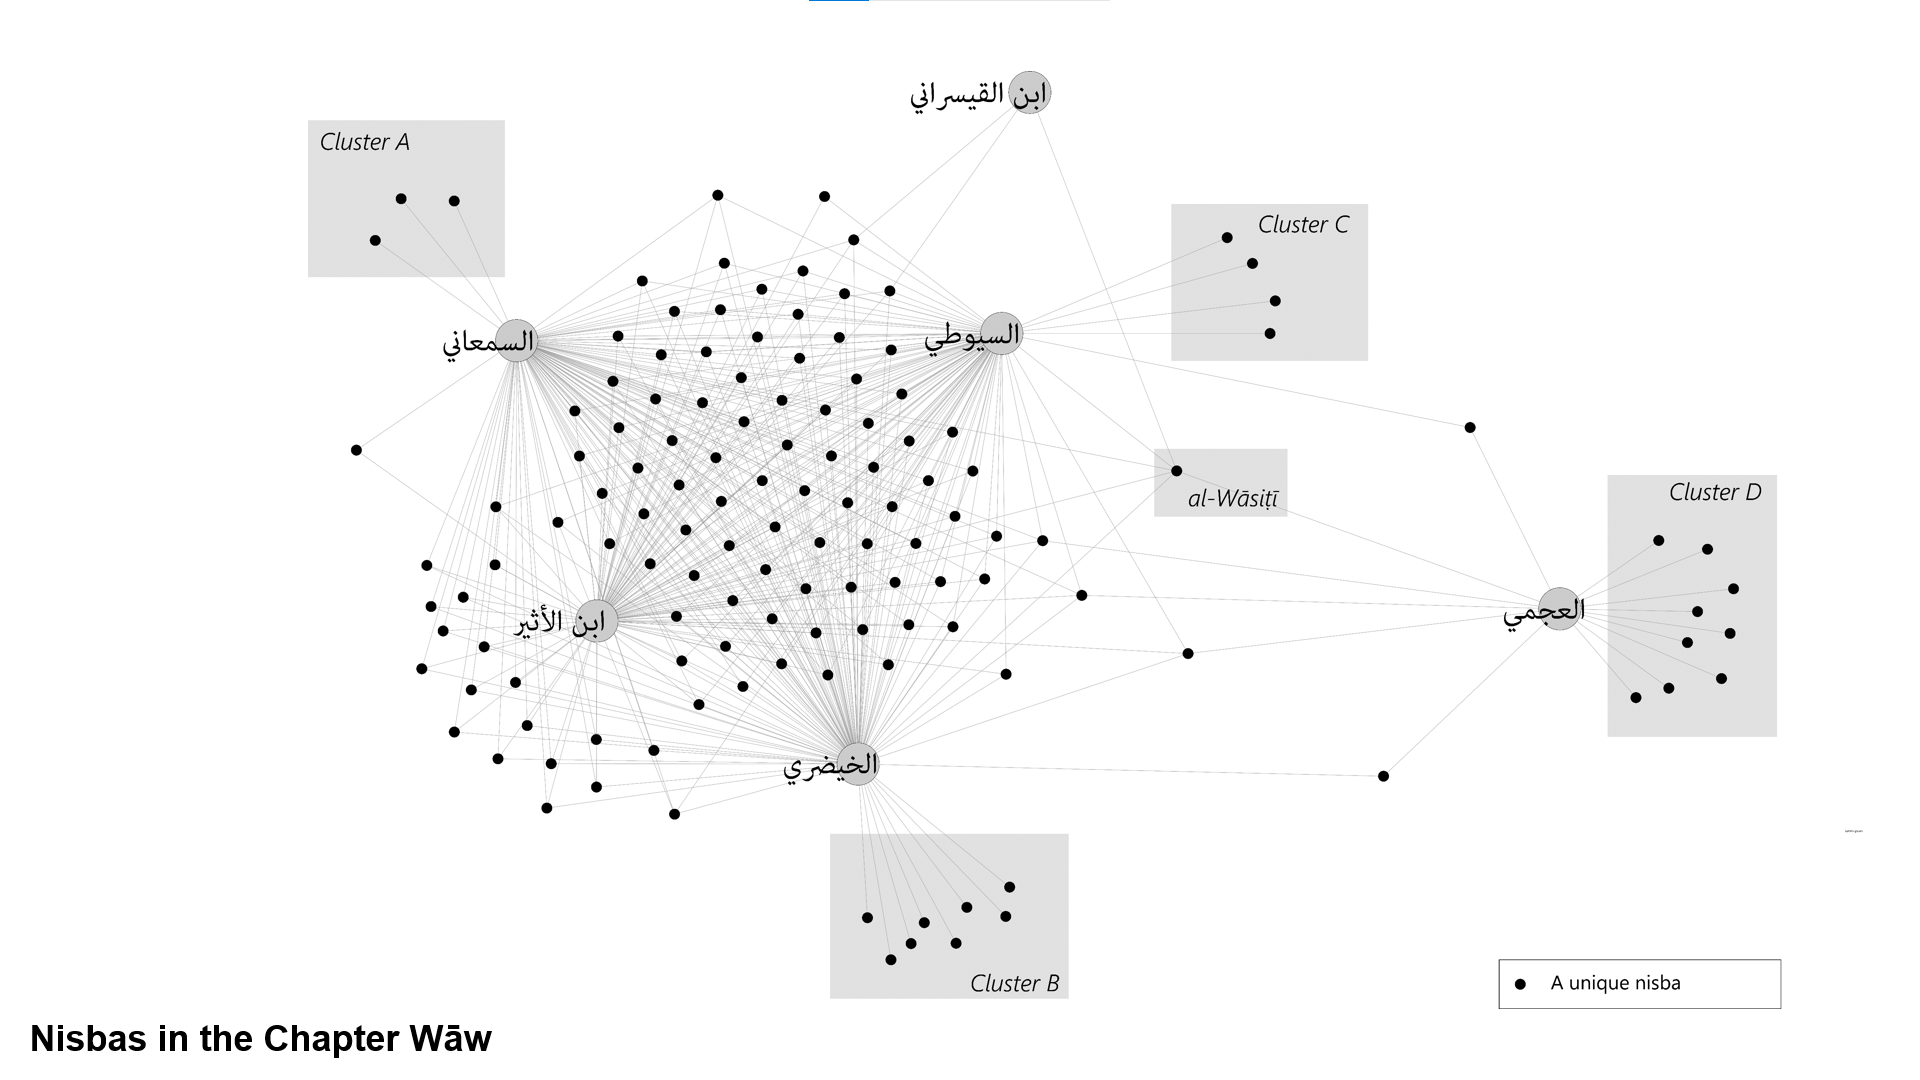 ابن القيسراني
Cluster A
Cluster C
السمعاني
السيوطي
al-Wāsiṭī
Cluster D
ابن الأثير
العجمي
الخيضري
Cluster B
A unique nisba
Nisbas in the Chapter Wāw